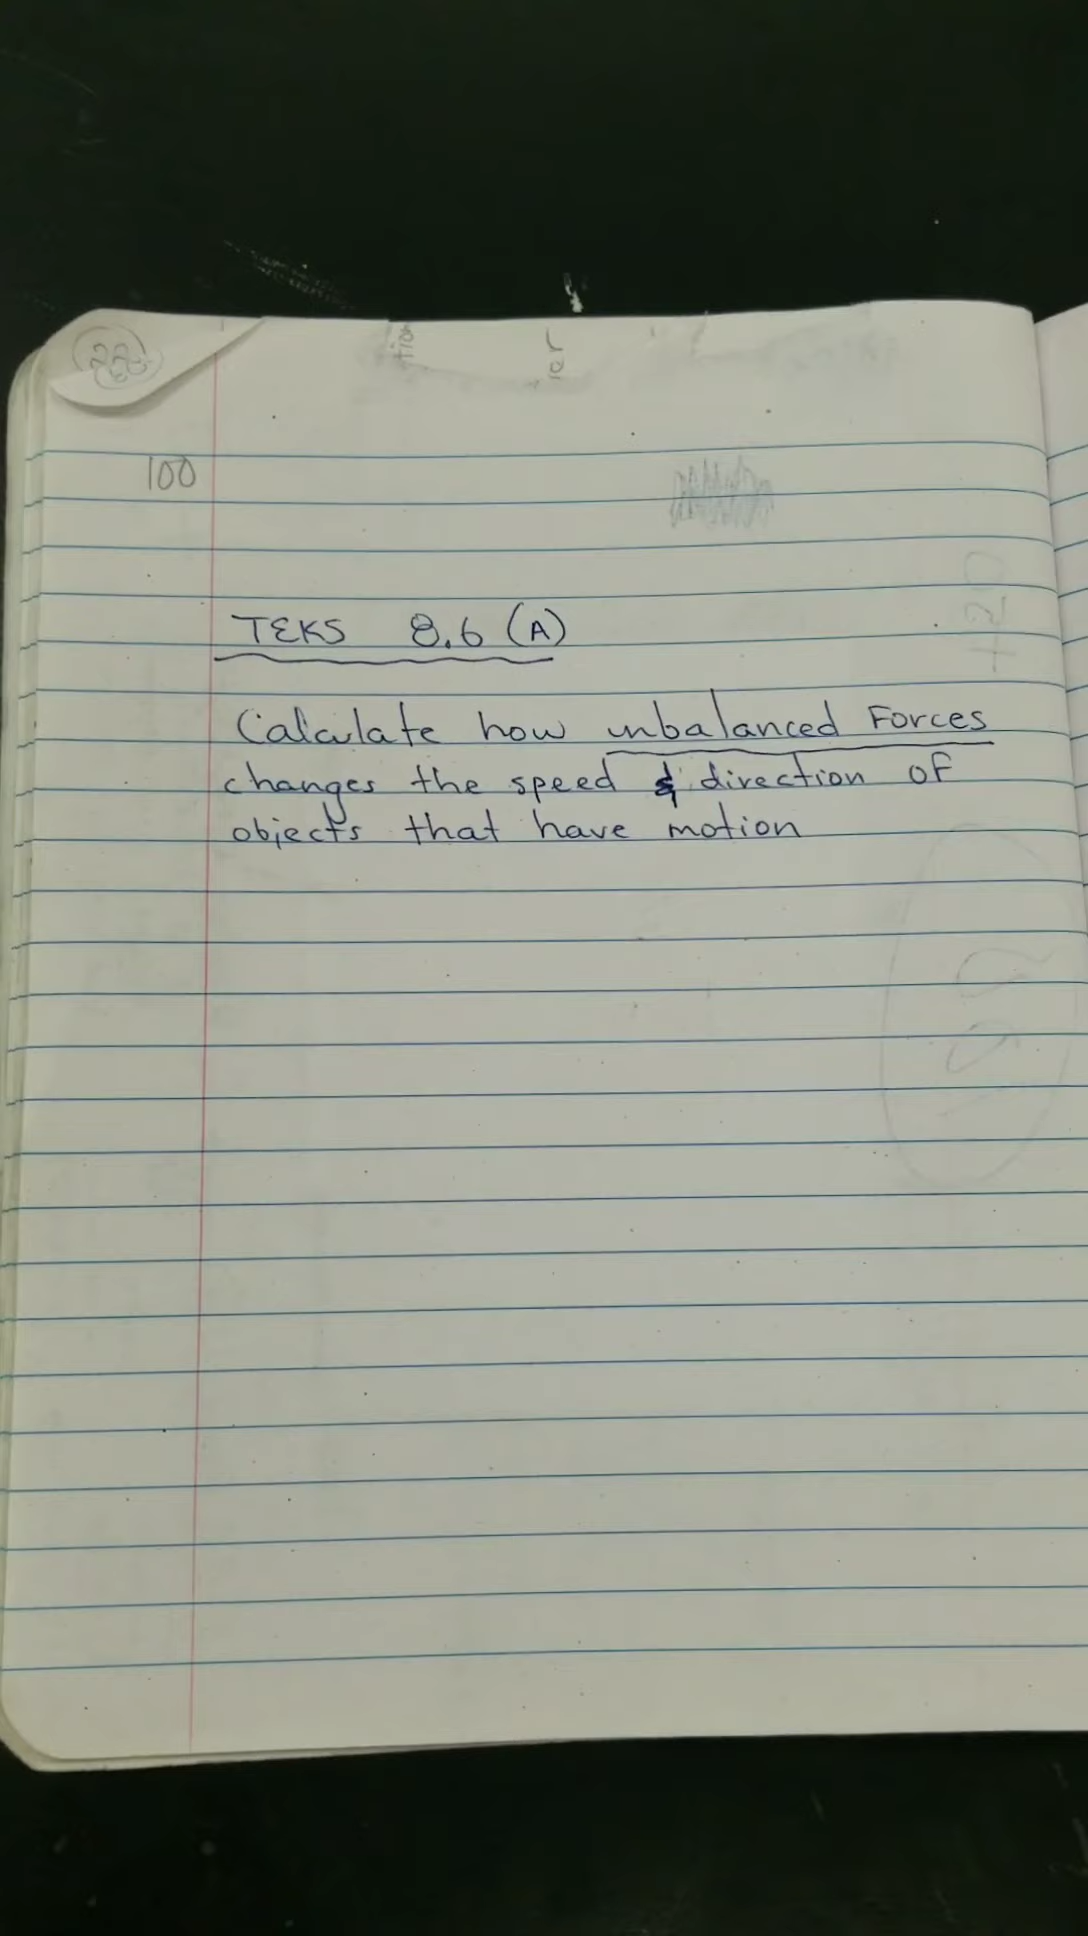 100
TEKS 8.6 (A)
Calculate how unbalanced Forces
changes the speed & direction of
objects that have motion